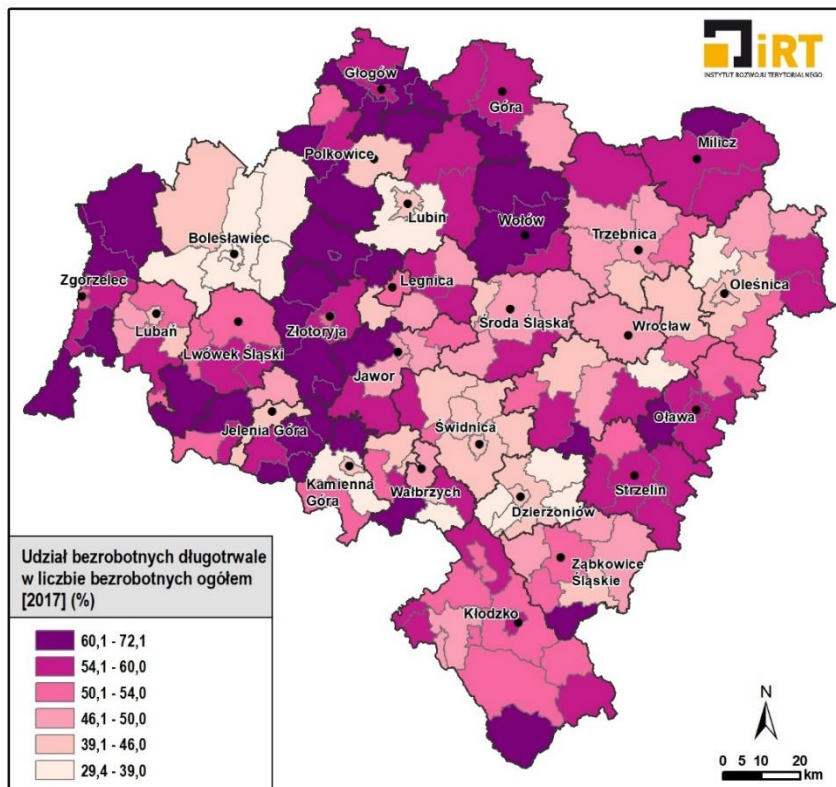 iRT
INSTYTUT ROZWOJU TERYTORIALNEGO
Głogów
Góra
Milicz
Polkowice
Lubin
Wołów
Trzebnica
Bolesławiec
Zgorzelec
Legnica
Oleśnica
Lubań
Złotoryja
Środa Śląska
Wrocław
Lwówek Śląski
Jawor
Oława
Jelenia Góra
Świdnica
Kamienna
Góra
Wałbrzych
Strzelin
Dzierżoniów
Ząbkowice
Śląskie
Kłodzko
Udział bezrobotnych długotrwale
w liczbie bezrobotnych ogółem
[2017] (%)
60,1 - 72,1
54,1 - 60,0
50,1 - 54,0
46,1 - 50,0
39,1 - 46,0
29,4 - 39,0
N
0 5 10 20
km